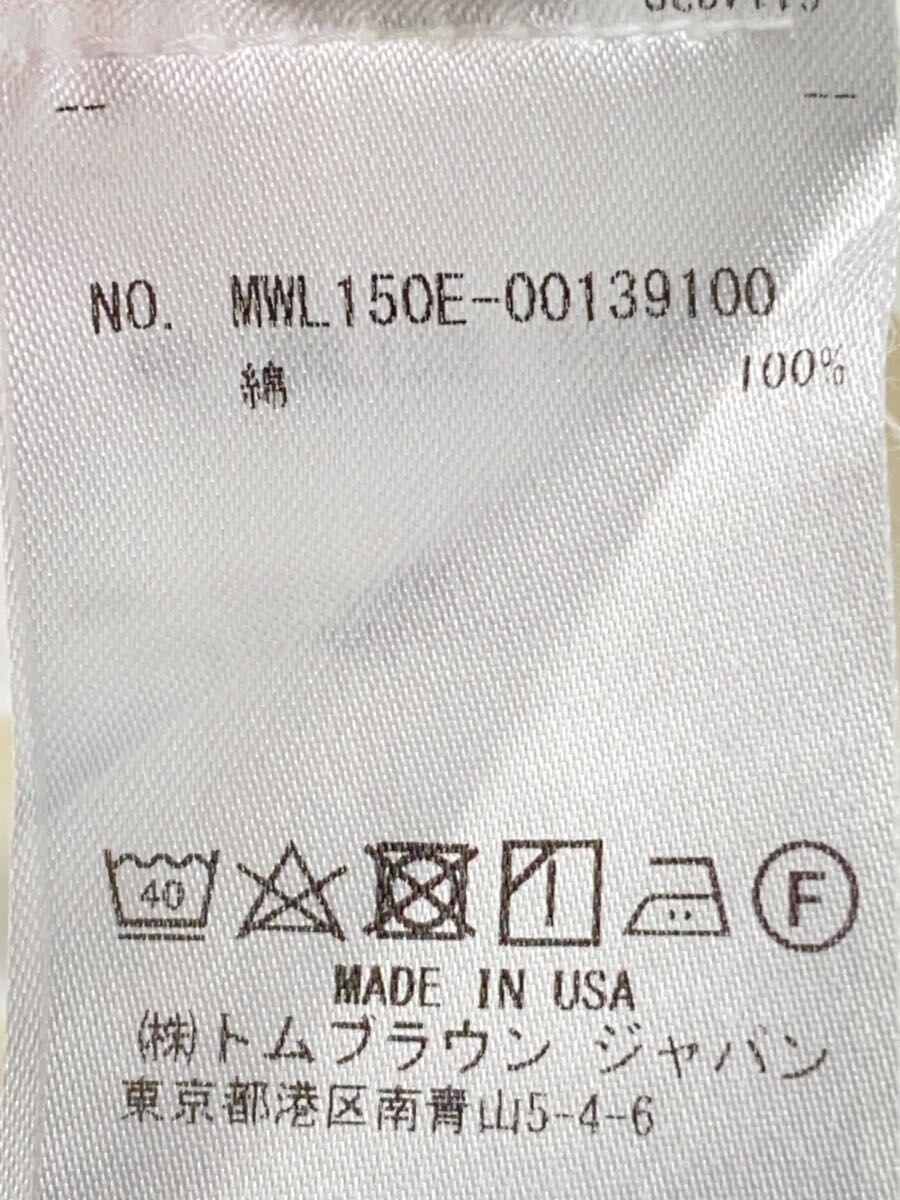 NO. MWL150E-00139100
綿 100%
40 F
MADE IN USA
㈱トムブラウン ジャパン
東京都港区南青山5-4-6